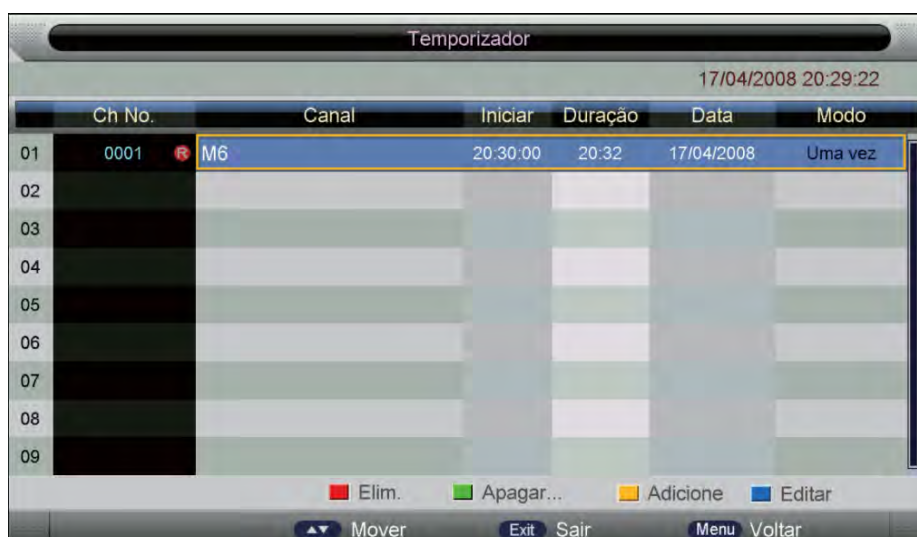 Temporizador
17/04/2008 20:29:22
Ch No. Canal Iniciar Duração Data Modo
01 0001 R M6 20:30:00 20:32 17/04/2008 Uma vez
02
03
04
05
06
07
08
09
Elim. Apagar... Adicione Editar
Mover Exit Sair Menu Voltar